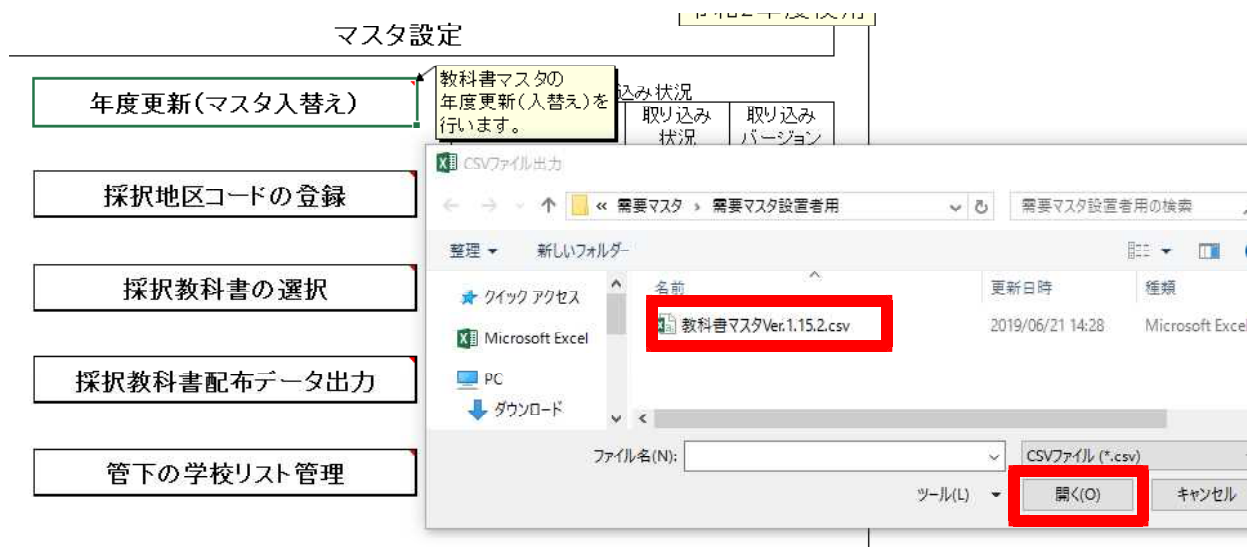 令和2年度使用
マスタ設定
年度更新(マスタ入替え)
教科書マスタの
年度更新(入替え)を
行います。
込み状況
取り込み
状況
取り込み
バージョン
採択地区コードの登録
採択教科書の選択
採択教科書配布データ出力
管下の学校リスト管理
CSVファイル出力
« 需要マスタ › 需要マスタ設置者用
需要マスタ設置者用の検索
整理
新しいフォルダー
クイック アクセス
Microsoft Excel
PC
ダウンロード
名前
更新日時
種類
教科書マスタVer.1.15.2.csv
2019/06/21 14:28
Microsoft Excel
ファイル名(N):
CSVファイル (*.csv)
ツール(L)
開く(O)
キャンセル